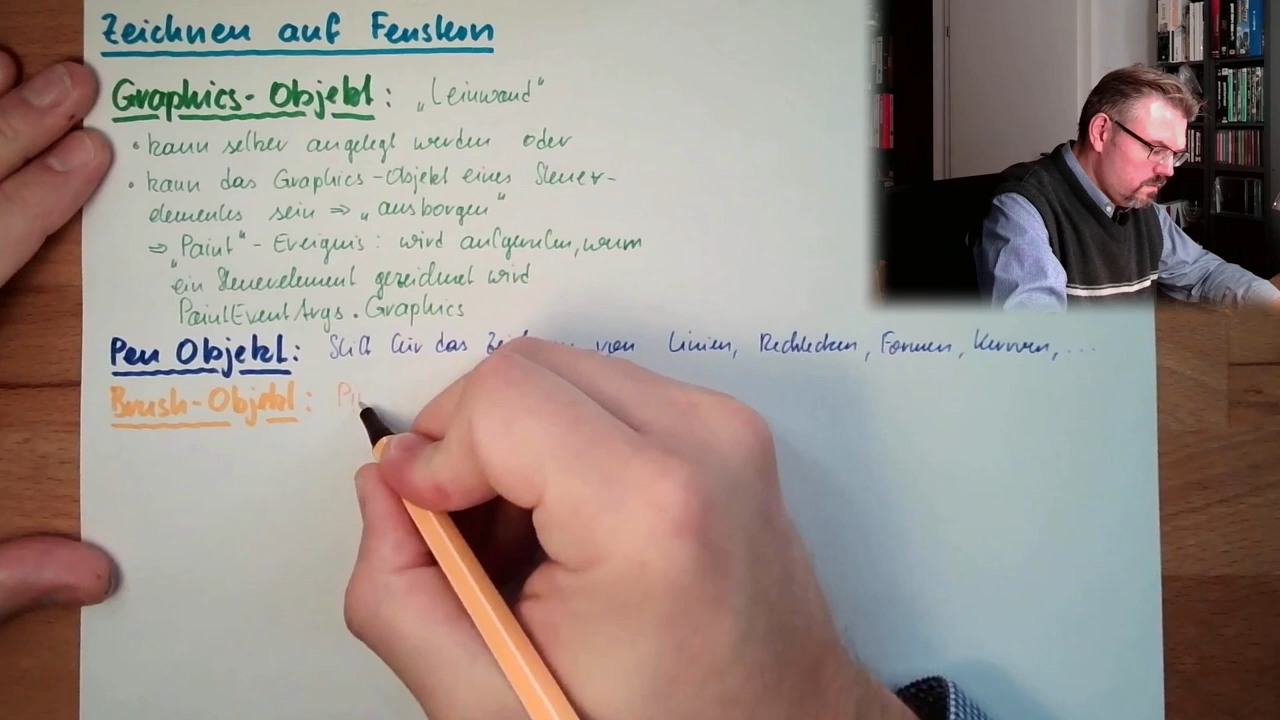 Zeichnen auf Fenstern
Graphics-Objekt: „Leinwand"
• kann selber angelegt werden oder
• kann das Graphics-Objekt eines Steuer-
elementes sein ⇒ „ausborgen"
⇒ „Paint"-Ereignis: wird aufgerufen, wenn
ein Steuerelement gezeichnet wird
PaintEventArgs.Graphics
Pen Objekt: Stift für das von Linien, Rechtecken, Formen, Kurven, ...
Brush-Objekt: